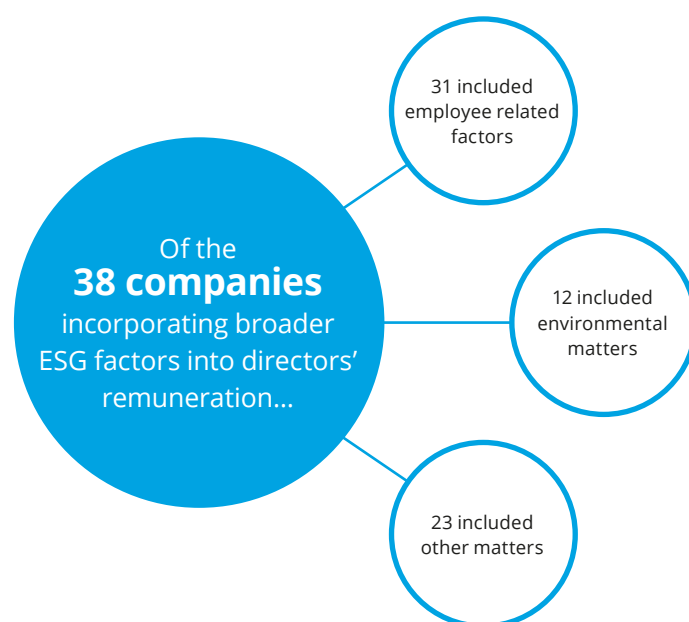 Of the
38 companies
incorporating broader
ESG factors into directors’
remuneration...
31 included
employee related
factors
12 included
environmental
matters
23 included
other matters